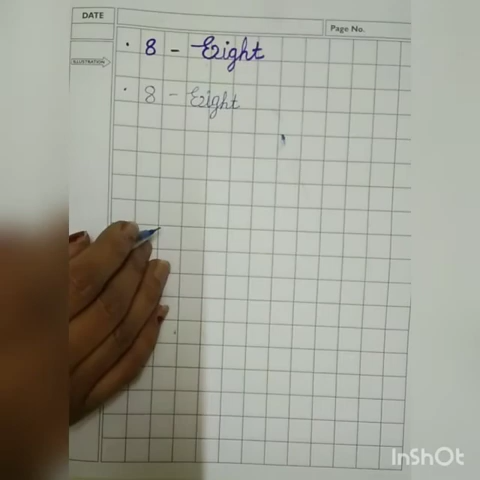 DATE
Page No.
ILLUSTRATION
· 8 - Eight
· 8 - Eight
InShOt